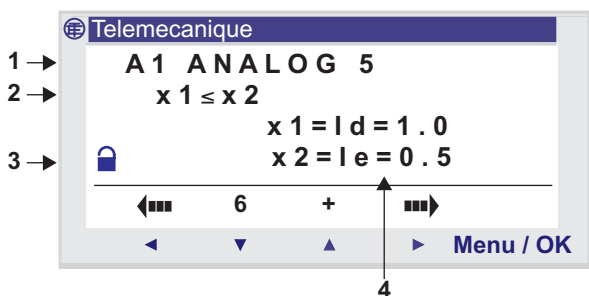 Telemecanique
1
A1 ANALOG 5
2
x1 ≤ x2
x1=Id=1.0
3
x2=Ie=0.5
6 +
Menu / OK
4